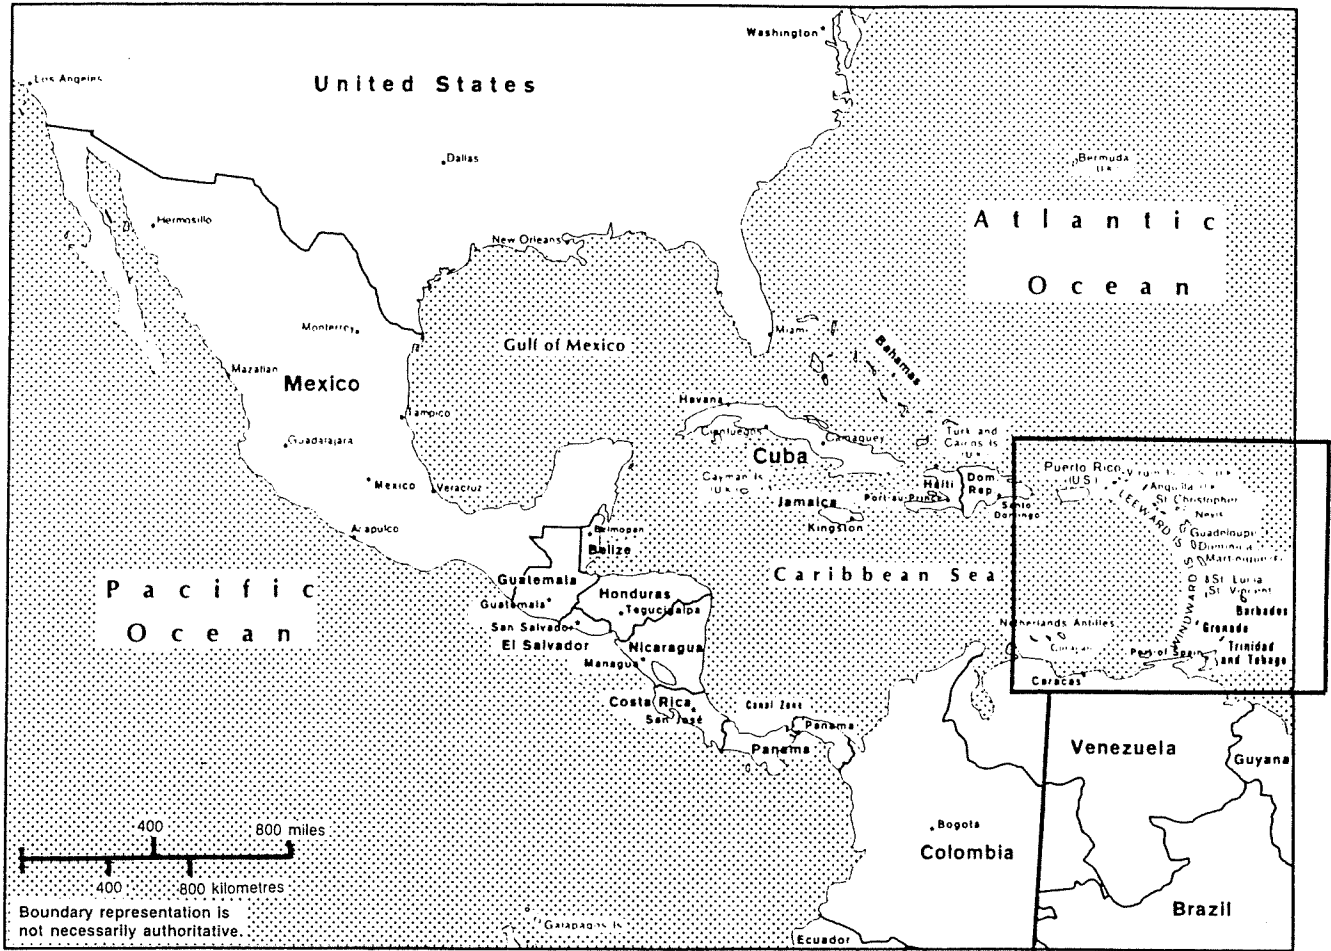 Washington
Los Angeles
United States
Dallas
Bermuda
Atlantic
Ocean
Hermosillo
New Orleans
Monterrey
Gulf of Mexico
Miami
Bahamas
Mazatlan
Mexico
Havana
Tampico
Cienfuegos
Camaguey
Turk and
Caicos Is
Guadalajara
Cuba
Mexico
Veracruz
Cayman Is
Jamaica
Kingston
Port-au-Prince
Haiti
Dom
Rep
Santo
Domingo
Puerto Rico
(U.S.)
Anguilla
St Christopher
Nevis
LEEWARD IS
Guadeloupe
Dominica
Martinique
Acapulco
Belmopan
Belize
Pacific
Ocean
Guatemala
Guatemala
Honduras
Tegucigalpa
Caribbean Sea
WINDWARD IS
St Lucia
St Vincent
Barbados
San Salvador
El Salvador
Nicaragua
Managua
Netherlands Antilles
Curacao
Grenada
Port-of-Spain
Trinidad
and Tobago
Caracas
Costa Rica
San José
Canal Zone
Panama
Panama
Venezuela
Guyana
Bogota
Colombia
Brazil
400
800 miles
400
800 kilometres
Boundary representation is
not necessarily authoritative.
Galapagos Is
Ecuador